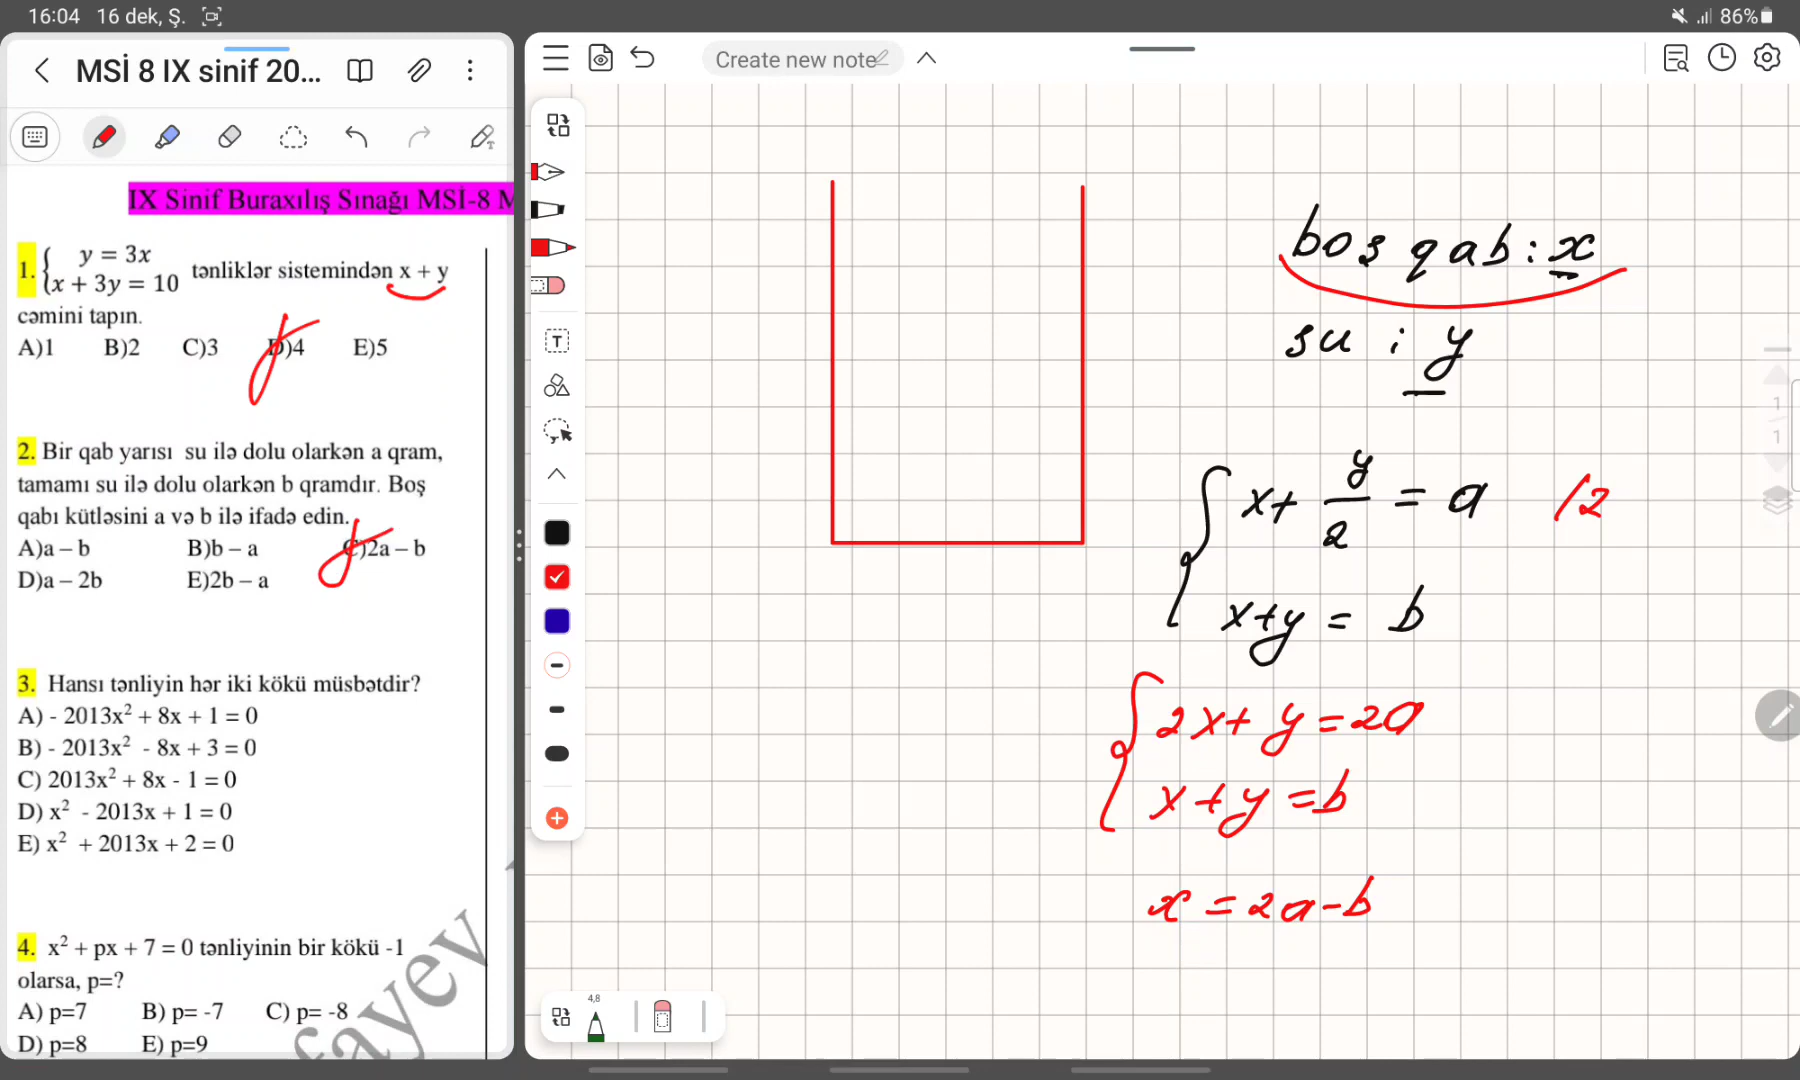 16:04 16 dek, Ş.
86%
MSİ 8 IX sinif 20...
IX Sinif Buraxılış Sınağı MSİ-8 M
1. { y = 3x
x + 3y = 10 tənliklər sistemindən x + y
cəmini tapın.
A)1 B)2 C)3 D)4 E)5
2. Bir qab yarısı su ilə dolu olarkən a qram,
tamamı su ilə dolu olarkən b qramdır. Boş
qabı kütləsini a və b ilə ifadə edin.
A)a – b B)b – a C)2a – b
D)a – 2b E)2b – a
3. Hansı tənliyin hər iki kökü müsbətdir?
A) - 2013x² + 8x + 1 = 0
B) - 2013x² - 8x + 3 = 0
C) 2013x² + 8x - 1 = 0
D) x² - 2013x + 1 = 0
E) x² + 2013x + 2 = 0
4. x² + px + 7 = 0 tənliyinin bir kökü -1
olarsa, p=?
A) p=7 B) p= -7 C) p= -8
D) p=8 E) p=9
fayev
Create new note
T
4,8
1
1
boş qab: x
su : y
x + y/2 = a /2
x+y = b
2x + y = 2a
x + y = b
x = 2a - b